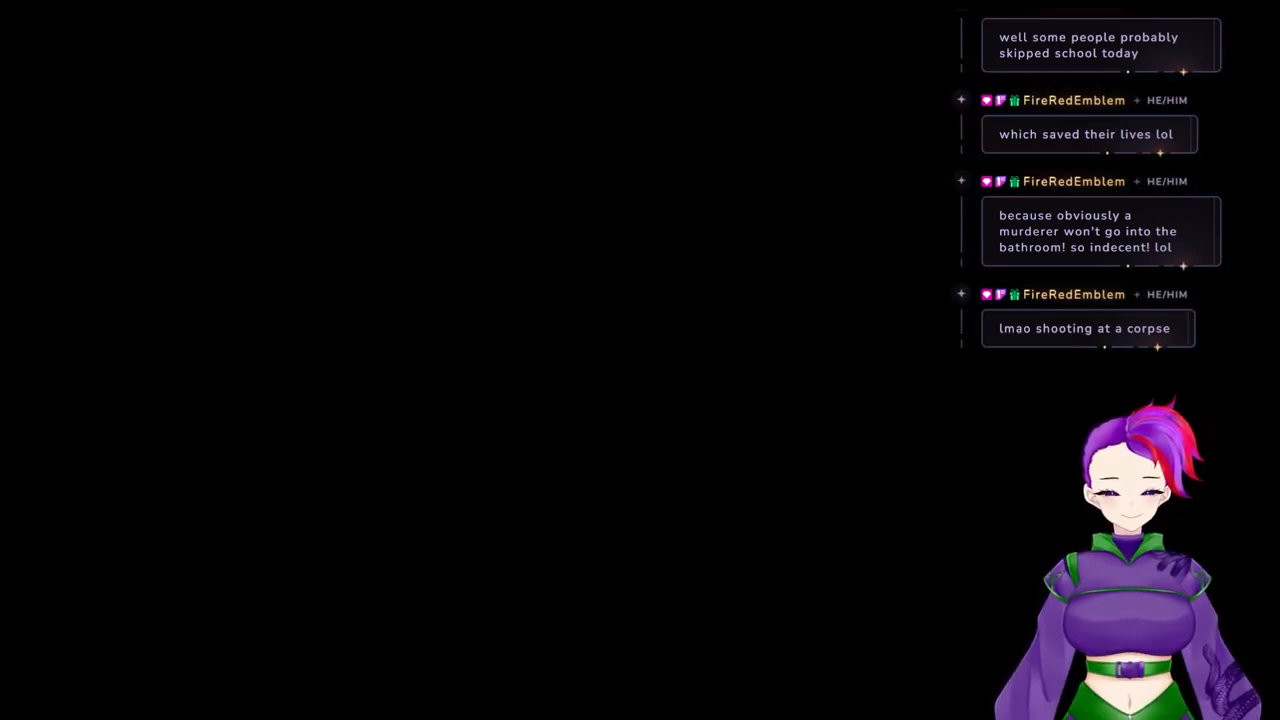 well some people probably
skipped school today
FireRedEmblem + HE/HIM
which saved their lives lol
FireRedEmblem + HE/HIM
because obviously a
murderer won't go into the
bathroom! so indecent! lol
FireRedEmblem + HE/HIM
lmao shooting at a corpse